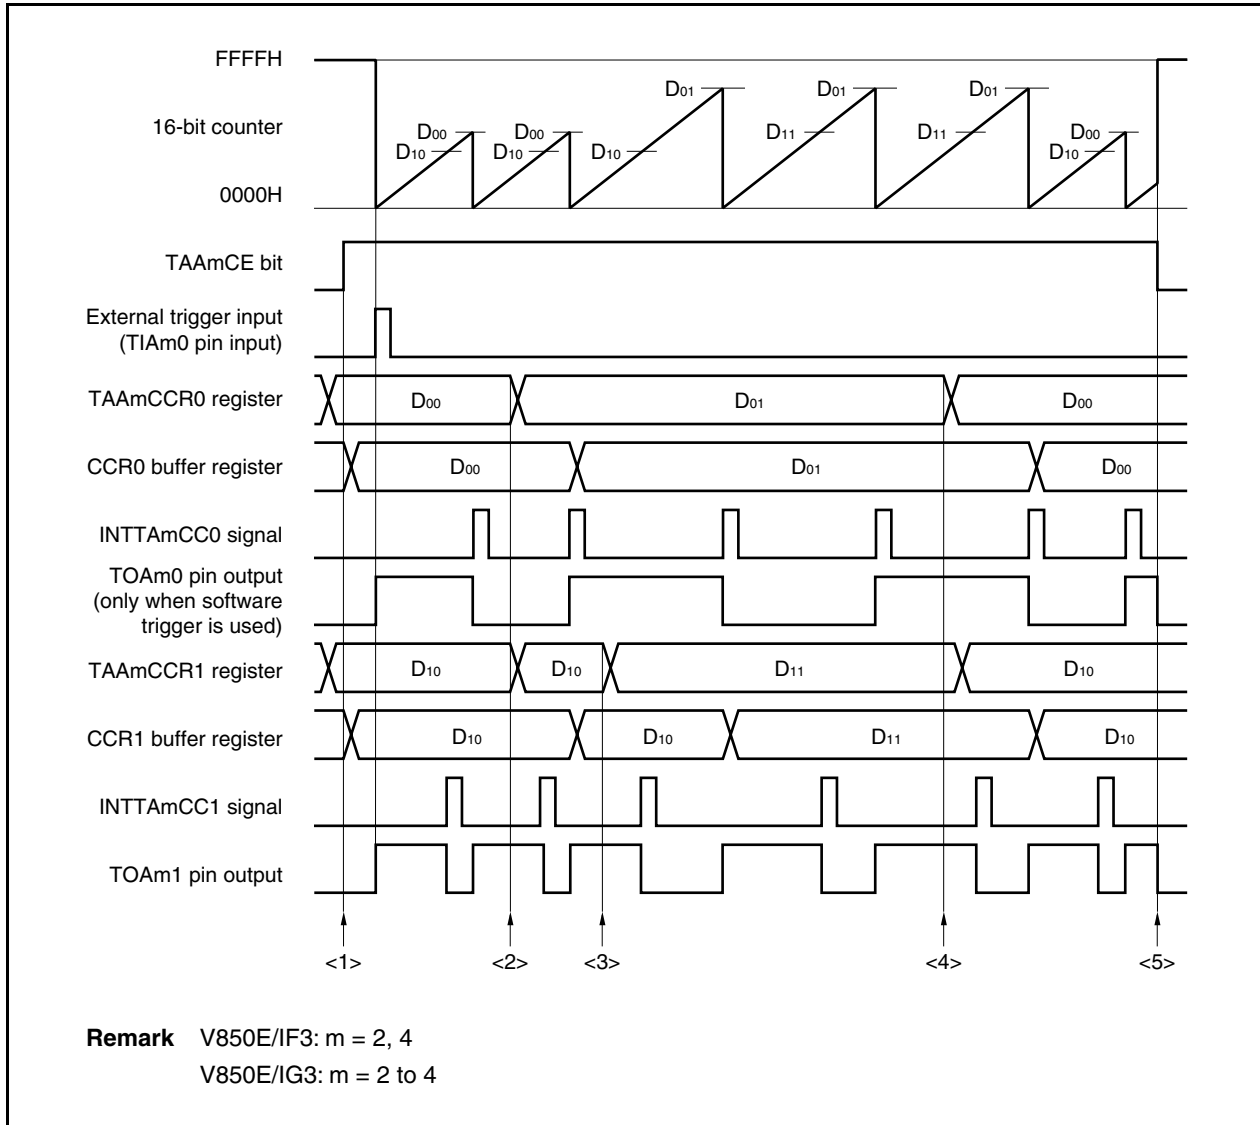 FFFFH
D01 D01 D01
16-bit counter
D00 D00 D11 D11 D00
D10 D10 D10 D10
0000H
TAAmCE bit
External trigger input
(TIAm0 pin input)
TAAmCCR0 register D00 D01 D00
CCR0 buffer register D00 D01 D00
INTTAmCC0 signal
TOAm0 pin output
(only when software
trigger is used)
TAAmCCR1 register D10 D10 D11 D10
CCR1 buffer register D10 D10 D11 D10
INTTAmCC1 signal
TOAm1 pin output
<1> <2> <3> <4> <5>
Remark V850E/IF3: m = 2, 4
V850E/IG3: m = 2 to 4